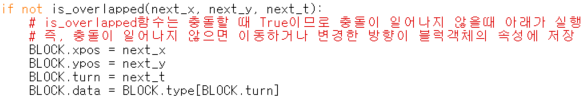 if not is_overlapped(next_x, next_y, next_t):
    # is_overlapped함수는 충돌할 때 True이므로 충돌이 일어나지 않을때 아래가 실행
    # 즉, 충돌이 일어나지 않으면 이동하거나 변경한 방향이 블럭객체의 속성에 저장
    BLOCK.xpos = next_x
    BLOCK.ypos = next_y
    BLOCK.turn = next_t
    BLOCK.data = BLOCK.type[BLOCK.turn]